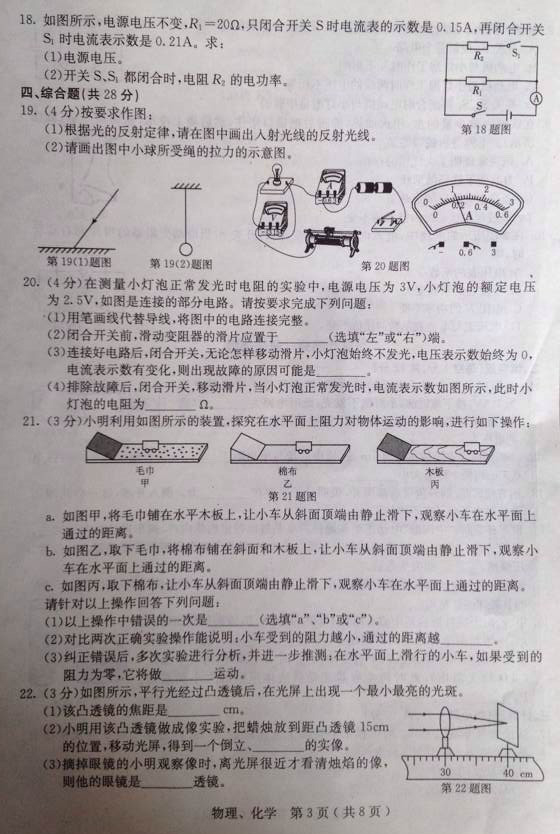 18. 如图所示,电源电压不变,R₁=20Ω,只闭合开关S时电流表的示数是0.15A,再闭合开关
S₁时电流表示数是0.21A。求:
(1)电源电压。
(2)开关S、S₁都闭合时,电阻R₂的电功率。
R₂
S₁
R₁
S
A
第18题图
四、综合题(共28分)
19. (4分)按要求作图:
(1)根据光的反射定律,请在图中画出入射光线的反射光线。
(2)请画出图中小球所受绳的拉力的示意图。
第19(1)题图
第19(2)题图
A
V
0 1 2 3
0 0.2 0.4 0.6
A
- 0.6 3
第20题图
20. (4分)在测量小灯泡正常发光时电阻的实验中,电源电压为3V,小灯泡的额定电压
为2.5V,如图是连接的部分电路。请按要求完成下列问题:
(1)用笔画线代替导线,将图中的电路连接完整。
(2)闭合开关前,滑动变阻器的滑片应置于______(选填“左”或“右”)端。
(3)连接好电路后,闭合开关,无论怎样移动滑片,小灯泡始终不发光,电压表示数始终为0,
电流表示数有变化,则出现故障的原因可能是______。
(4)排除故障后,闭合开关,移动滑片,当小灯泡正常发光时,电流表示数如图所示,此时小
灯泡的电阻为______Ω。
21. (3分)小明利用如图所示的装置,探究在水平面上阻力对物体运动的影响,进行如下操作:
毛巾
甲
棉布
乙
木板
丙
第21题图
a. 如图甲,将毛巾铺在水平木板上,让小车从斜面顶端由静止滑下,观察小车在水平面上
通过的距离。
b. 如图乙,取下毛巾,将棉布铺在斜面和木板上,让小车从斜面顶端由静止滑下,观察小
车在水平面上通过的距离。
c. 如图丙,取下棉布,让小车从斜面顶端由静止滑下,观察小车在水平面上通过的距离。
请针对以上操作回答下列问题:
(1)以上操作中错误的一次是______(选填“a”、“b”或“c”)。
(2)对比两次正确实验操作能说明:小车受到的阻力越小,通过的距离越______。
(3)纠正错误后,多次实验进行分析,并进一步推测:在水平面上滑行的小车,如果受到的
阻力为零,它将做______运动。
22. (3分)如图所示,平行光经过凸透镜后,在光屏上出现一个最小最亮的光斑。
(1)该凸透镜的焦距是______cm。
(2)小明用该凸透镜做成像实验,把蜡烛放到距凸透镜15cm
的位置,移动光屏,得到一个倒立、______的实像。
(3)摘掉眼镜的小明观察像时,离光屏很近才看清烛焰的像,
则他的眼镜是______透镜。
30 40 cm
第22题图
物理、化学 第3页(共8页)